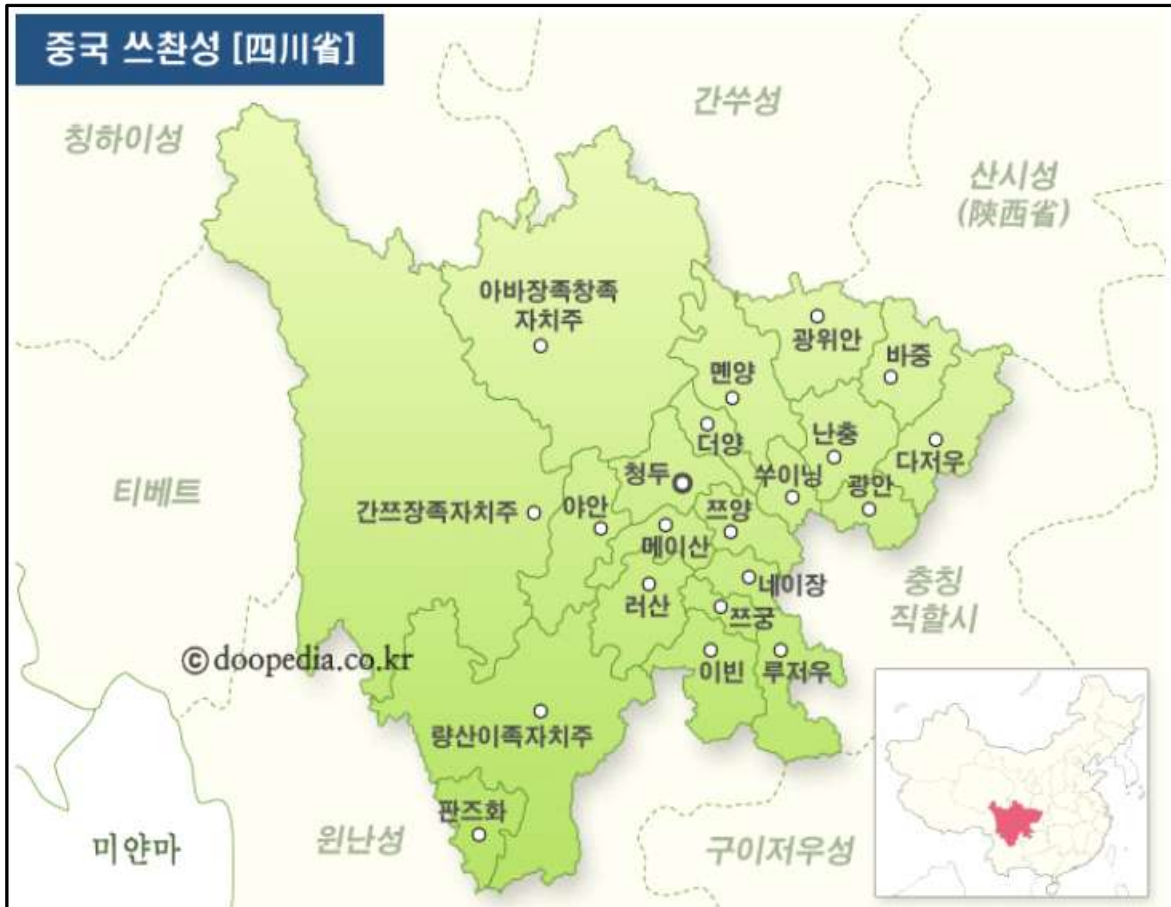 중국 쓰촨성 [四川省]
간쑤성
칭하이성
산시성
(陝西省)
아바장족창족
자치주
광위안
바중
몐양
더양
난충
다저우
청두
쑤이닝
광안
티베트
간쯔장족자치주
야안
쯔양
메이산
네이장
충칭
직할시
러산
쯔궁
ⓒdoopedia.co.kr
이빈
루저우
량산이족자치주
판즈화
미얀마
윈난성
구이저우성